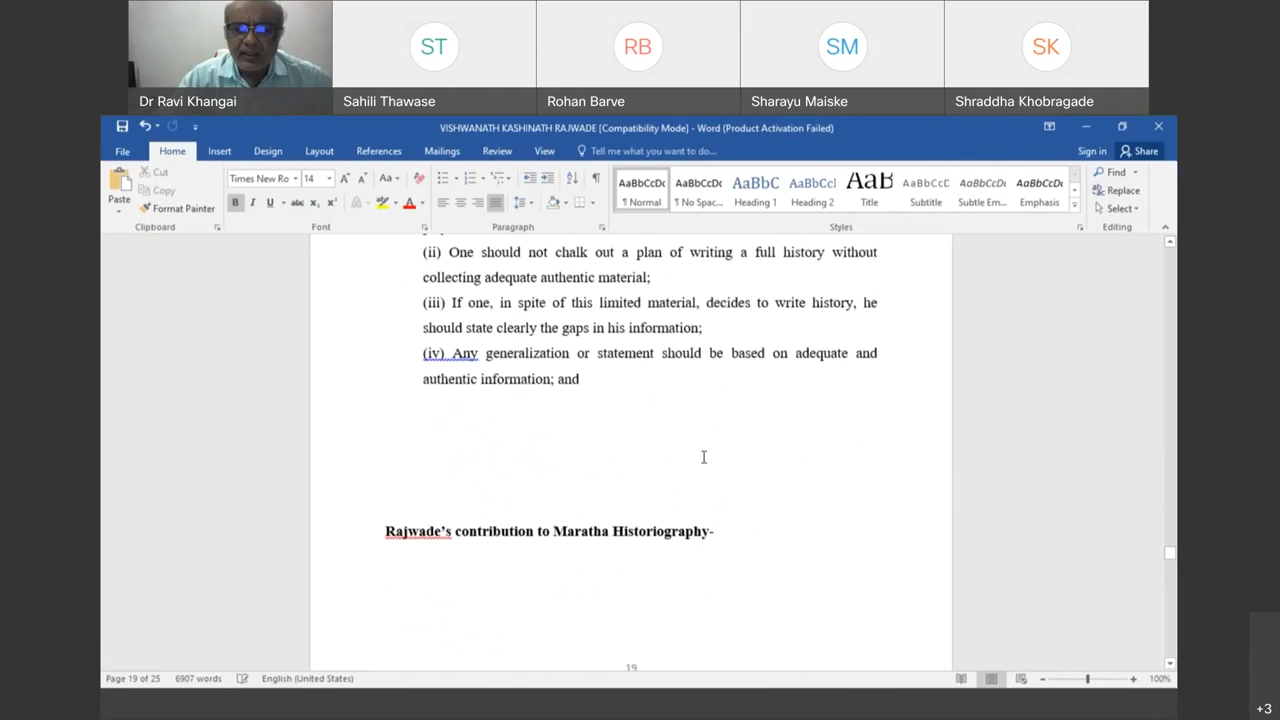 ST
RB
SM
SK
Dr Ravi Khangai
Sahili Thawase
Rohan Barve
Sharayu Maiske
Shraddha Khobragade
VISHWANATH KASHINATH RAJWADE [Compatibility Mode] - Word (Product Activation Failed)
File Home Insert Design Layout References Mailings Review View Tell me what you want to do... Sign in Share
Paste
Cut
Copy
Format Painter
Clipboard
Times New Ro 14
Font
Paragraph
AaBbCcDc AaBbCcDc AaBbC AaBbCcl AaB AaBbCcD AaBbCcDc AaBbCcDc
¶ Normal ¶ No Spac... Heading 1 Heading 2 Title Subtitle Subtle Em... Emphasis
Styles
Find
Replace
Select
Editing
(ii) One should not chalk out a plan of writing a full history without
collecting adequate authentic material;
(iii) If one, in spite of this limited material, decides to write history, he
should state clearly the gaps in his information;
(iv) Any generalization or statement should be based on adequate and
authentic information; and
Rajwade's contribution to Maratha Historiography-
19
Page 19 of 25 6907 words English (United States) 100%
+3